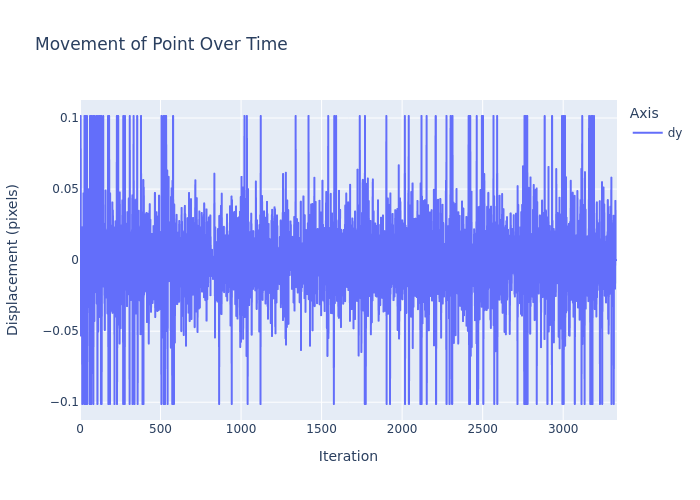 Movement of Point Over Time
Axis
dy
0.1
0.05
0
−0.05
−0.1
Displacement (pixels)
0
500
1000
1500
2000
2500
3000
Iteration